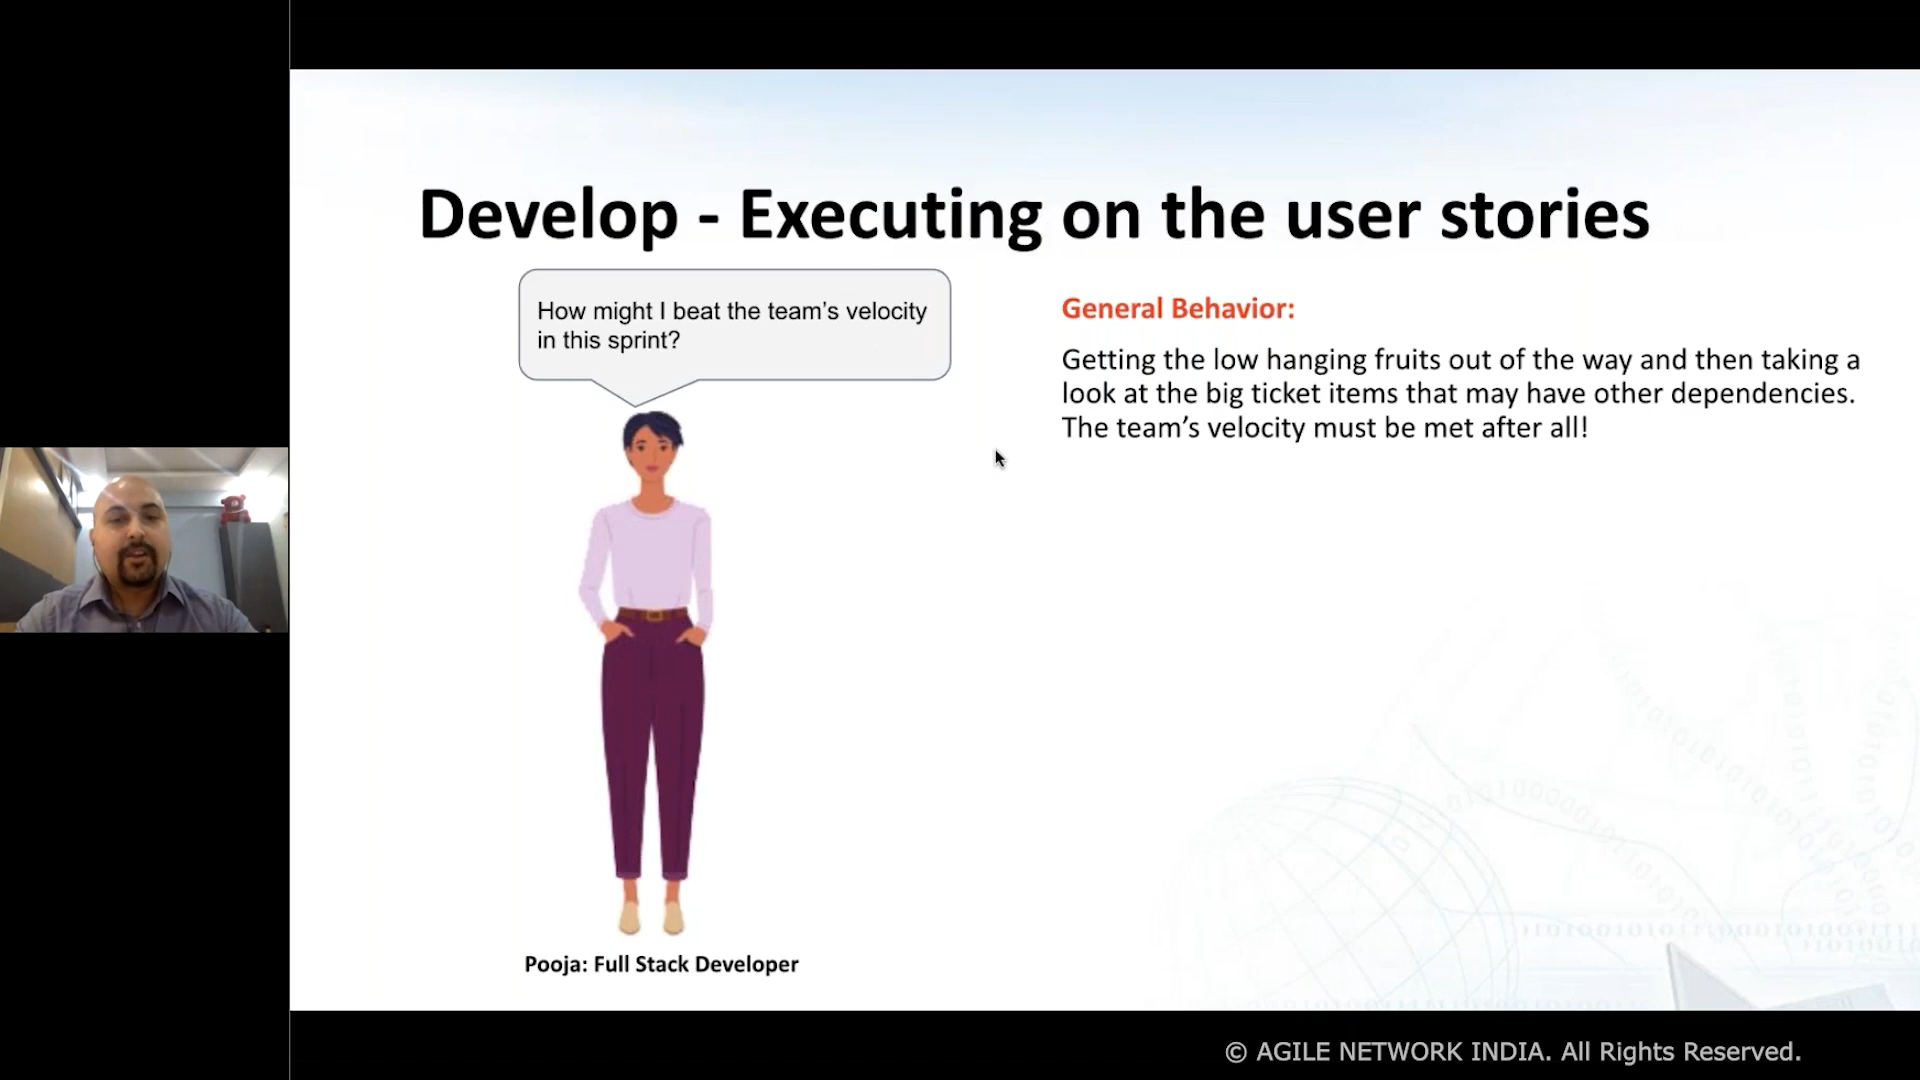 Develop - Executing on the user stories
How might I beat the team's velocity
in this sprint?
General Behavior:
Getting the low hanging fruits out of the way and then taking a
look at the big ticket items that may have other dependencies.
The team's velocity must be met after all!
Pooja: Full Stack Developer
© AGILE NETWORK INDIA. All Rights Reserved.